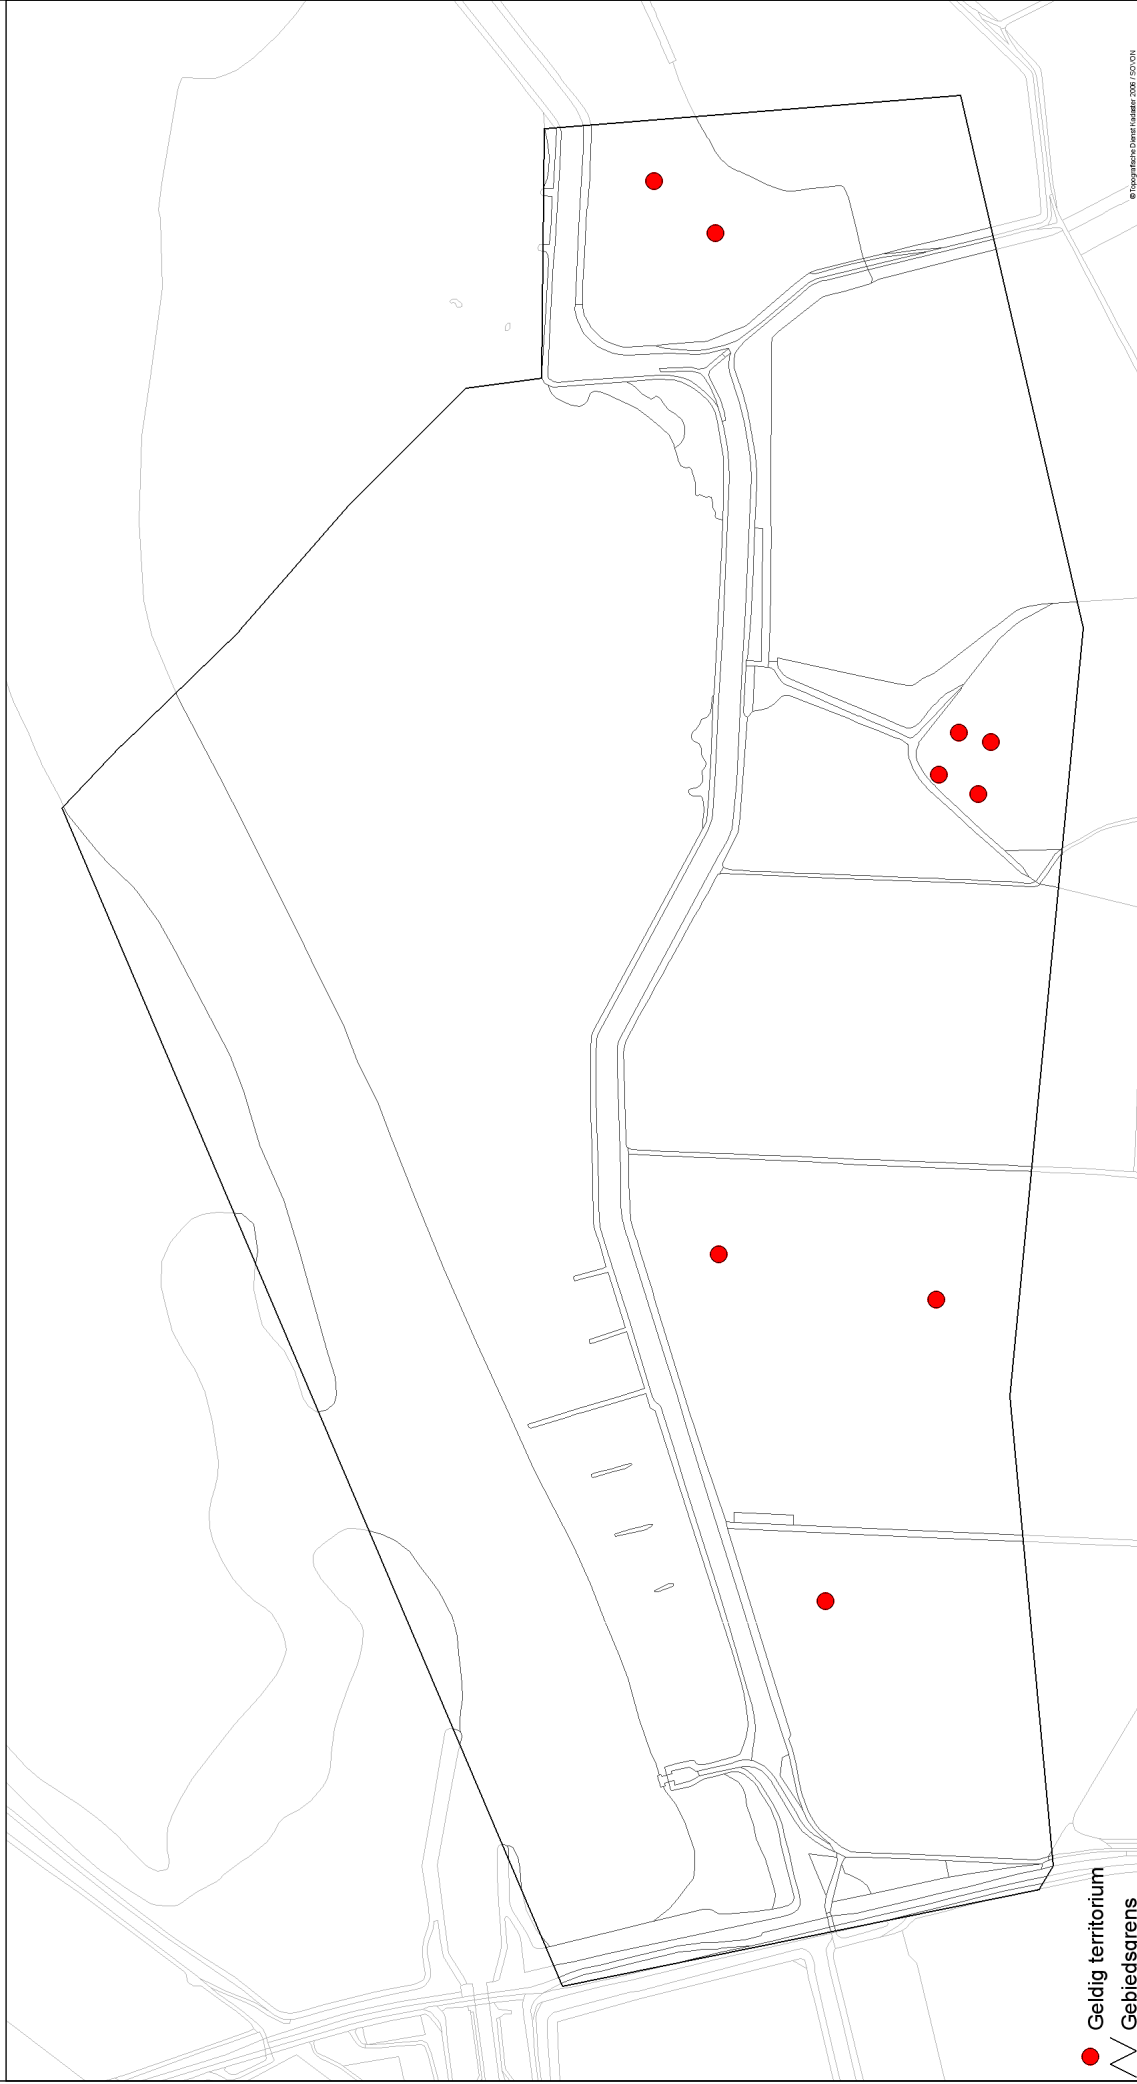 Geldig territorium
Gebiedsgrens
© Topografische Dienst Kadaster 2006 / SOVON